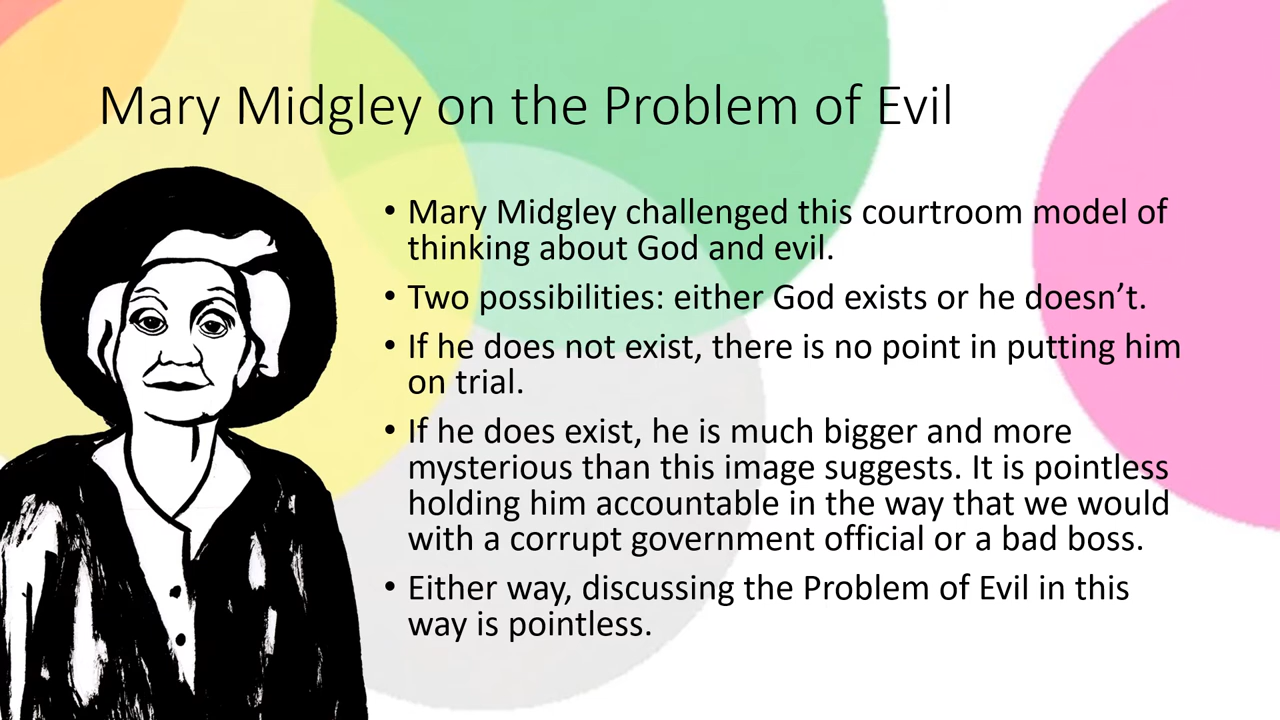 Mary Midgley on the Problem of Evil
• Mary Midgley challenged this courtroom model of
thinking about God and evil.
• Two possibilities: either God exists or he doesn’t.
• If he does not exist, there is no point in putting him
on trial.
• If he does exist, he is much bigger and more
mysterious than this image suggests. It is pointless
holding him accountable in the way that we would
with a corrupt government official or a bad boss.
• Either way, discussing the Problem of Evil in this
way is pointless.